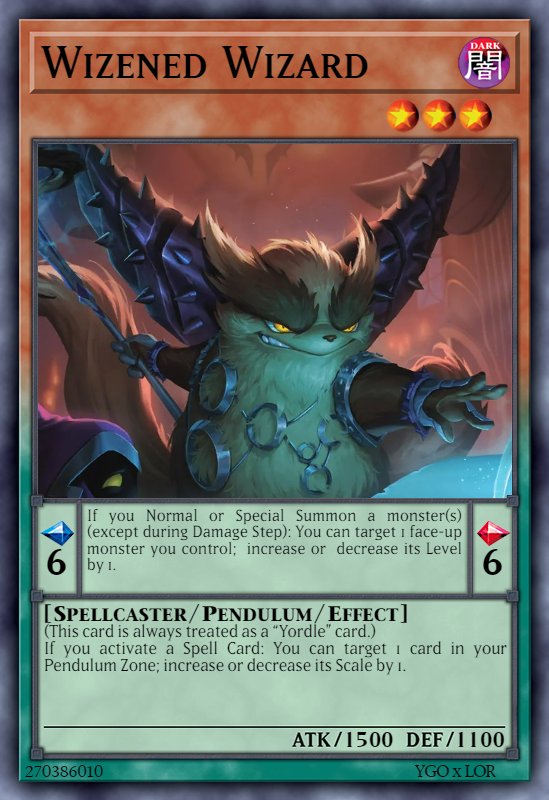 Wizened Wizard
DARK
闇
If you Normal or Special Summon a monster(s)
(except during Damage Step): You can target 1 face-up
monster you control; increase or decrease its Level
by 1.
6
6
[Spellcaster/Pendulum/Effect]
(This card is always treated as a “Yordle” card.)
If you activate a Spell Card: You can target 1 card in your
Pendulum Zone; increase or decrease its Scale by 1.
ATK/1500 DEF/1100
270386010
YGO x LOR